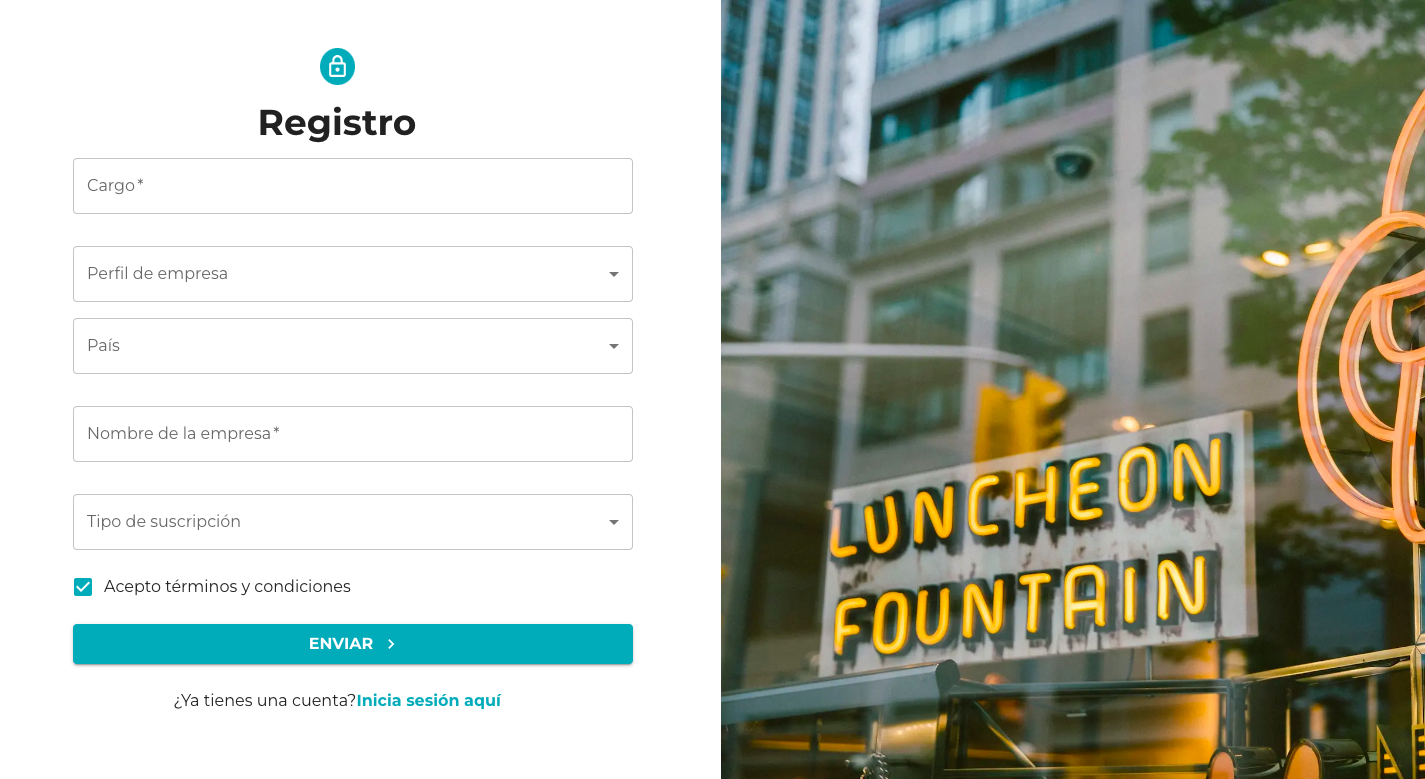 Registro
Cargo *
Perfil de empresa
País
Nombre de la empresa *
Tipo de suscripción
Acepto términos y condiciones
ENVIAR
¿Ya tienes una cuenta?Inicia sesión aquí
LUNCHEON
FOUNTAIN